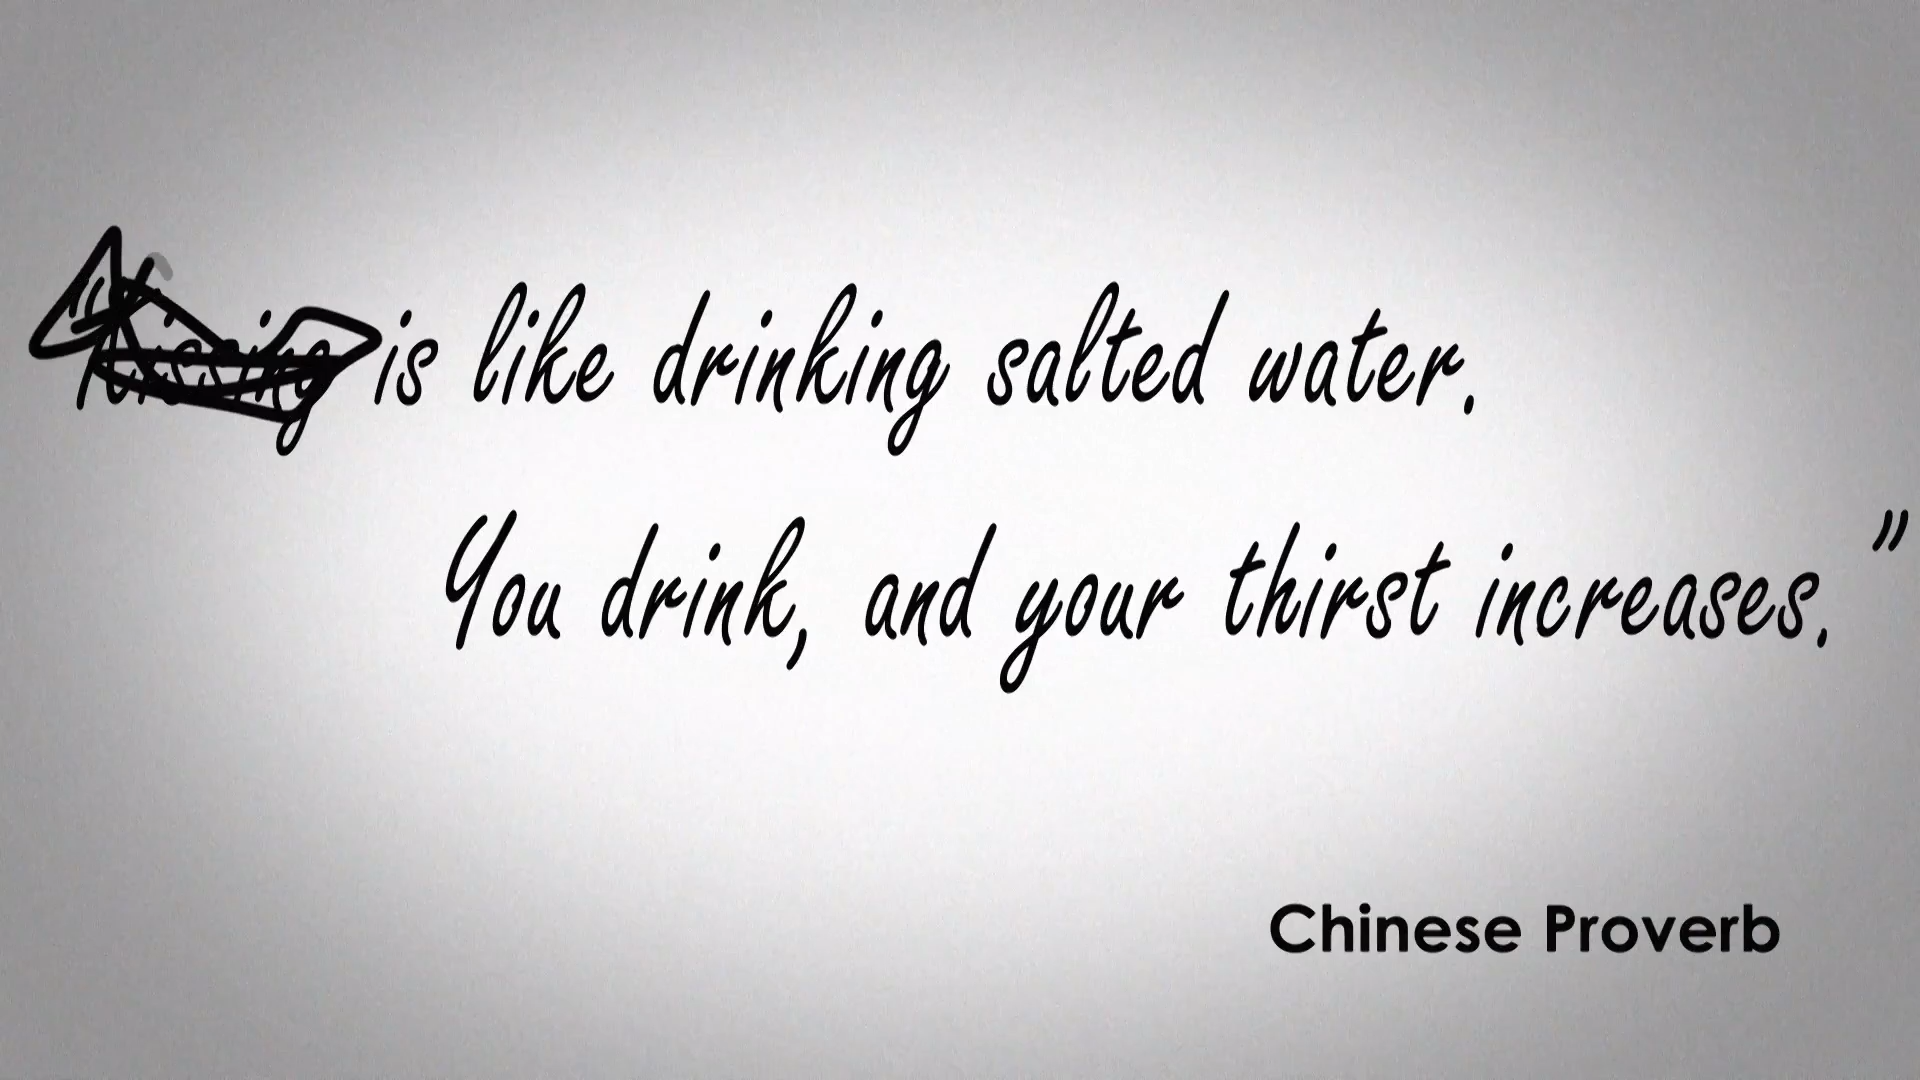 is like drinking salted water.
You drink, and your thirst increases.”
Chinese Proverb